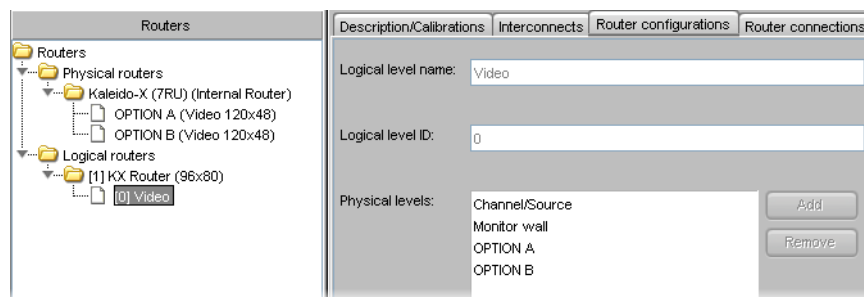 Routers
Routers
Physical routers
Kaleido-X (7RU) (Internal Router)
OPTION A (Video 120x48)
OPTION B (Video 120x48)
Logical routers
[1] KX Router (96x80)
[0] Video
Description/Calibrations Interconnects Router configurations Router connections
Logical level name: Video
Logical level ID: 0
Physical levels: Channel/Source
Monitor wall
OPTION A
OPTION B
Add
Remove